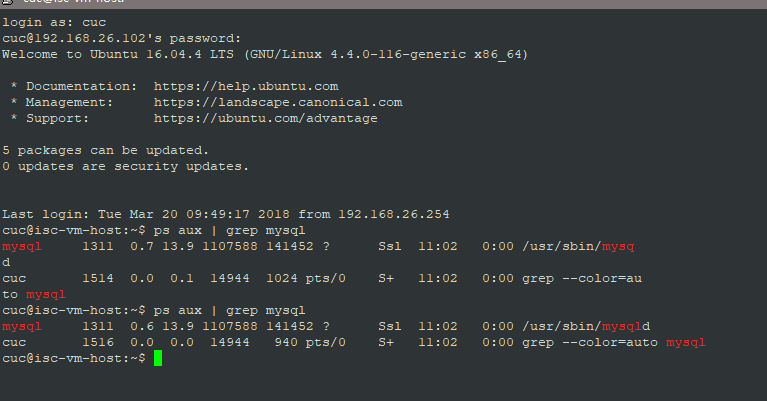 cuc@isc-vm-host:
login as: cuc
cuc@192.168.26.102's password:
Welcome to Ubuntu 16.04.4 LTS (GNU/Linux 4.4.0-116-generic x86_64)
* Documentation:  https://help.ubuntu.com
* Management:     https://landscape.canonical.com
* Support:        https://ubuntu.com/advantage
5 packages can be updated.
0 updates are security updates.
Last login: Tue Mar 20 09:49:17 2018 from 192.168.26.254
cuc@isc-vm-host:~$ ps aux | grep mysql
mysql     1311  0.7 13.9 1107588 141452 ?      Ssl  11:02   0:00 /usr/sbin/mysq
d
cuc       1514  0.0  0.1  14944  1024 pts/0    S+   11:02   0:00 grep --color=au
to mysql
cuc@isc-vm-host:~$ ps aux | grep mysql
mysql     1311  0.6 13.9 1107588 141452 ?      Ssl  11:02   0:00 /usr/sbin/mysqld
cuc       1516  0.0  0.0  14944   940 pts/0    S+   11:02   0:00 grep --color=auto mysql
cuc@isc-vm-host:~$